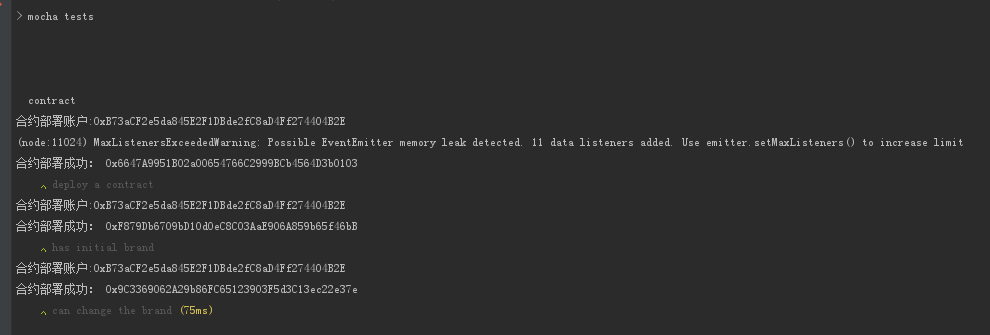 > mocha tests
contract
合约部署账户:0xB73aCF2e5da845E2F1DBde2fC8aD4Ff274404B2E
(node:11024) MaxListenersExceededWarning: Possible EventEmitter memory leak detected. 11 data listeners added. Use emitter.setMaxListeners() to increase limit
合约部署成功: 0x6647A9951B02a00654766C2999BCb4564D3b0103
^ deploy a contract
合约部署账户:0xB73aCF2e5da845E2F1DBde2fC8aD4Ff274404B2E
合约部署成功: 0xF879Db6709bD10d0eC8C03AaE906A859b65f46bB
^ has initial brand
合约部署账户:0xB73aCF2e5da845E2F1DBde2fC8aD4Ff274404B2E
合约部署成功: 0x9C3369062A29b86FC65123903F5d3C13ec22e37e
^ can change the brand (75ms)